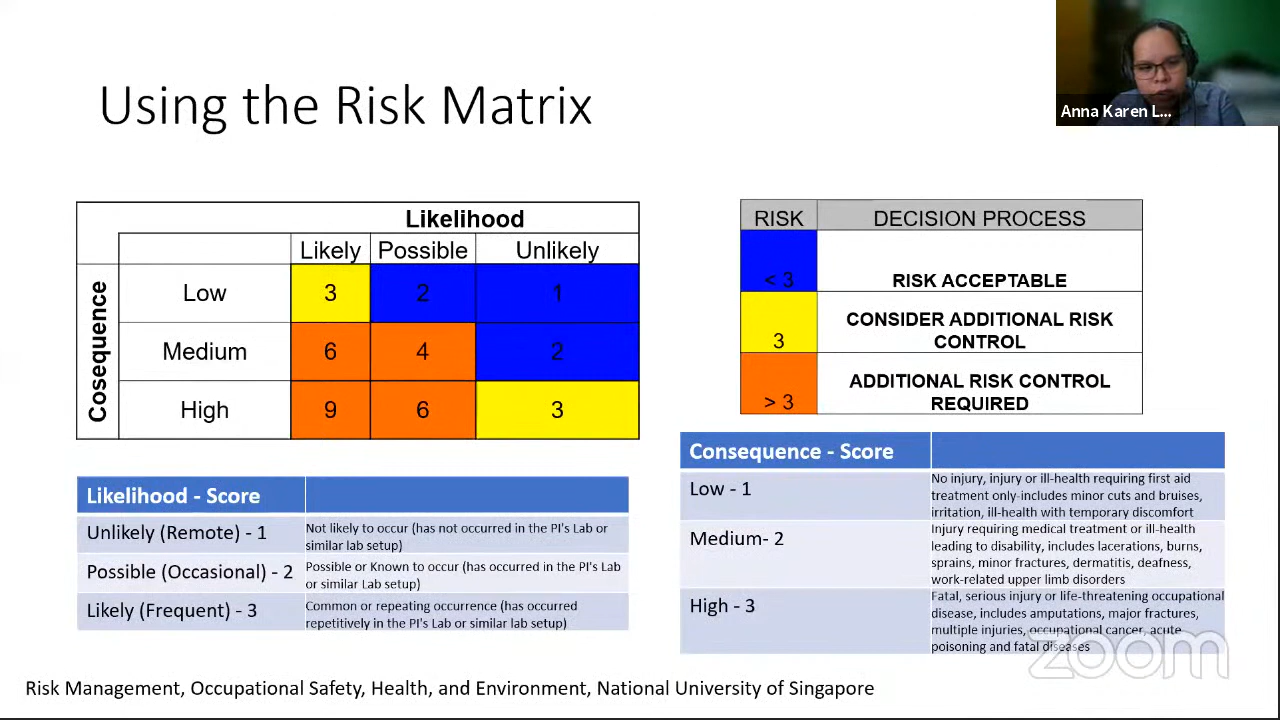 Using the Risk Matrix
Anna Karen L...
Likelihood
Likely Possible Unlikely
Cosequence
Low 3 2 1
Medium 6 4 2
High 9 6 3
RISK DECISION PROCESS
< 3 RISK ACCEPTABLE
3 CONSIDER ADDITIONAL RISK
CONTROL
> 3 ADDITIONAL RISK CONTROL
REQUIRED
Likelihood - Score
Unlikely (Remote) - 1
Not likely to occur (has not occurred in the PI's Lab or
similar lab setup)
Possible (Occasional) - 2
Possible or Known to occur (has occurred in the PI's Lab
or similar Lab setup)
Likely (Frequent) - 3
Common or repeating occurrence (has occurred
repetitively in the PI's Lab or similar lab setup)
Consequence - Score
Low - 1
No injury, injury or ill-health requiring first aid
treatment only-includes minor cuts and bruises,
irritation, ill-health with temporary discomfort
Medium- 2
Injury requiring medical treatment or ill-health
leading to disability, includes lacerations, burns,
sprains, minor fractures, dermatitis, deafness,
work-related upper limb disorders
High - 3
Fatal, serious injury or life-threatening occupational
disease, includes amputations, major fractures,
multiple injuries, occupational cancer, acute
poisoning and fatal diseases
zoom
Risk Management, Occupational Safety, Health, and Environment, National University of Singapore